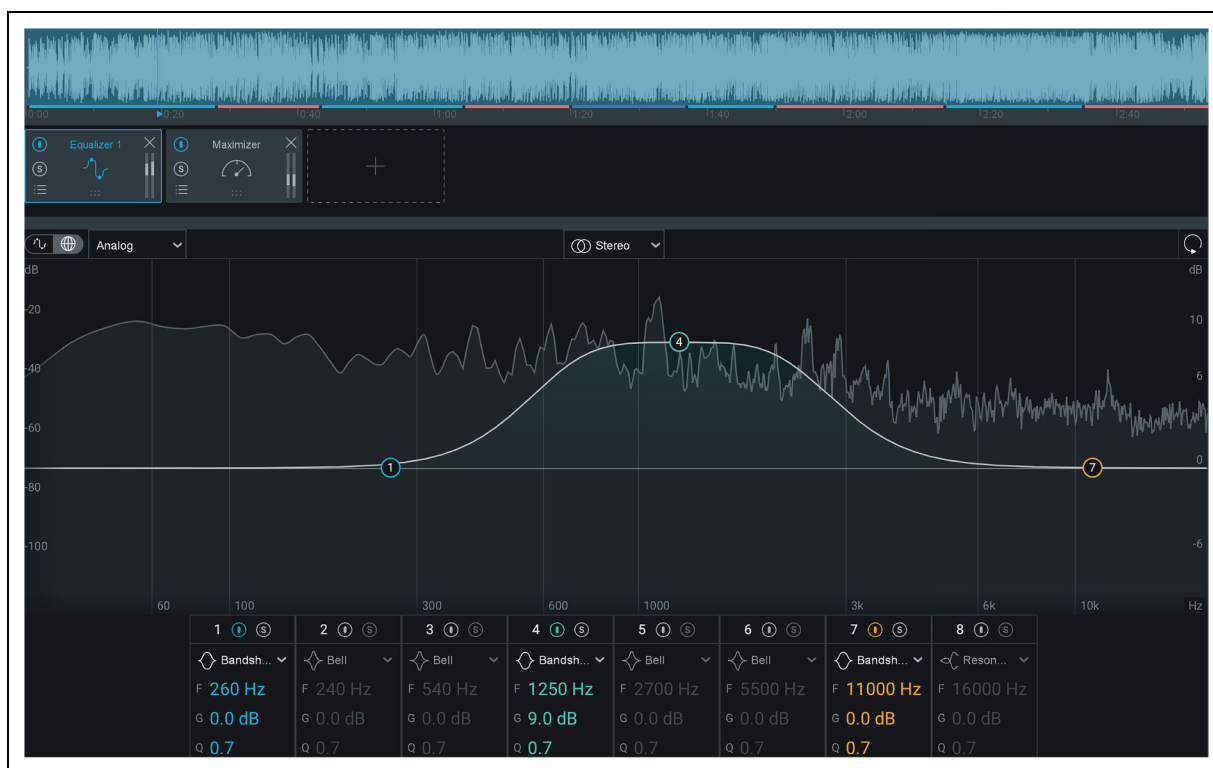 0:00 0:20 0:40 1:00 1:20 1:40 2:00 2:20 2:40
Equalizer 1 Maximizer
S S
Analog Stereo
dB dB
-20 10
-40 6
-60
0
-80
-100 -6
60 100 300 600 1000 3k 6k 10k Hz
1 4 7
1 S 2 S 3 S 4 S 5 S 6 S 7 S 8 S
Bandsh... Bell Bell Bandsh... Bell Bell Bandsh... Reson...
F 260 Hz F 240 Hz F 540 Hz F 1250 Hz F 2700 Hz F 5500 Hz F 11000 Hz F 16000 Hz
G 0.0 dB G 0.0 dB G 0.0 dB G 9.0 dB G 0.0 dB G 0.0 dB G 0.0 dB G 0.0 dB
Q 0.7 Q 0.7 Q 0.7 Q 0.7 Q 0.7 Q 0.7 Q 0.7 Q 0.7